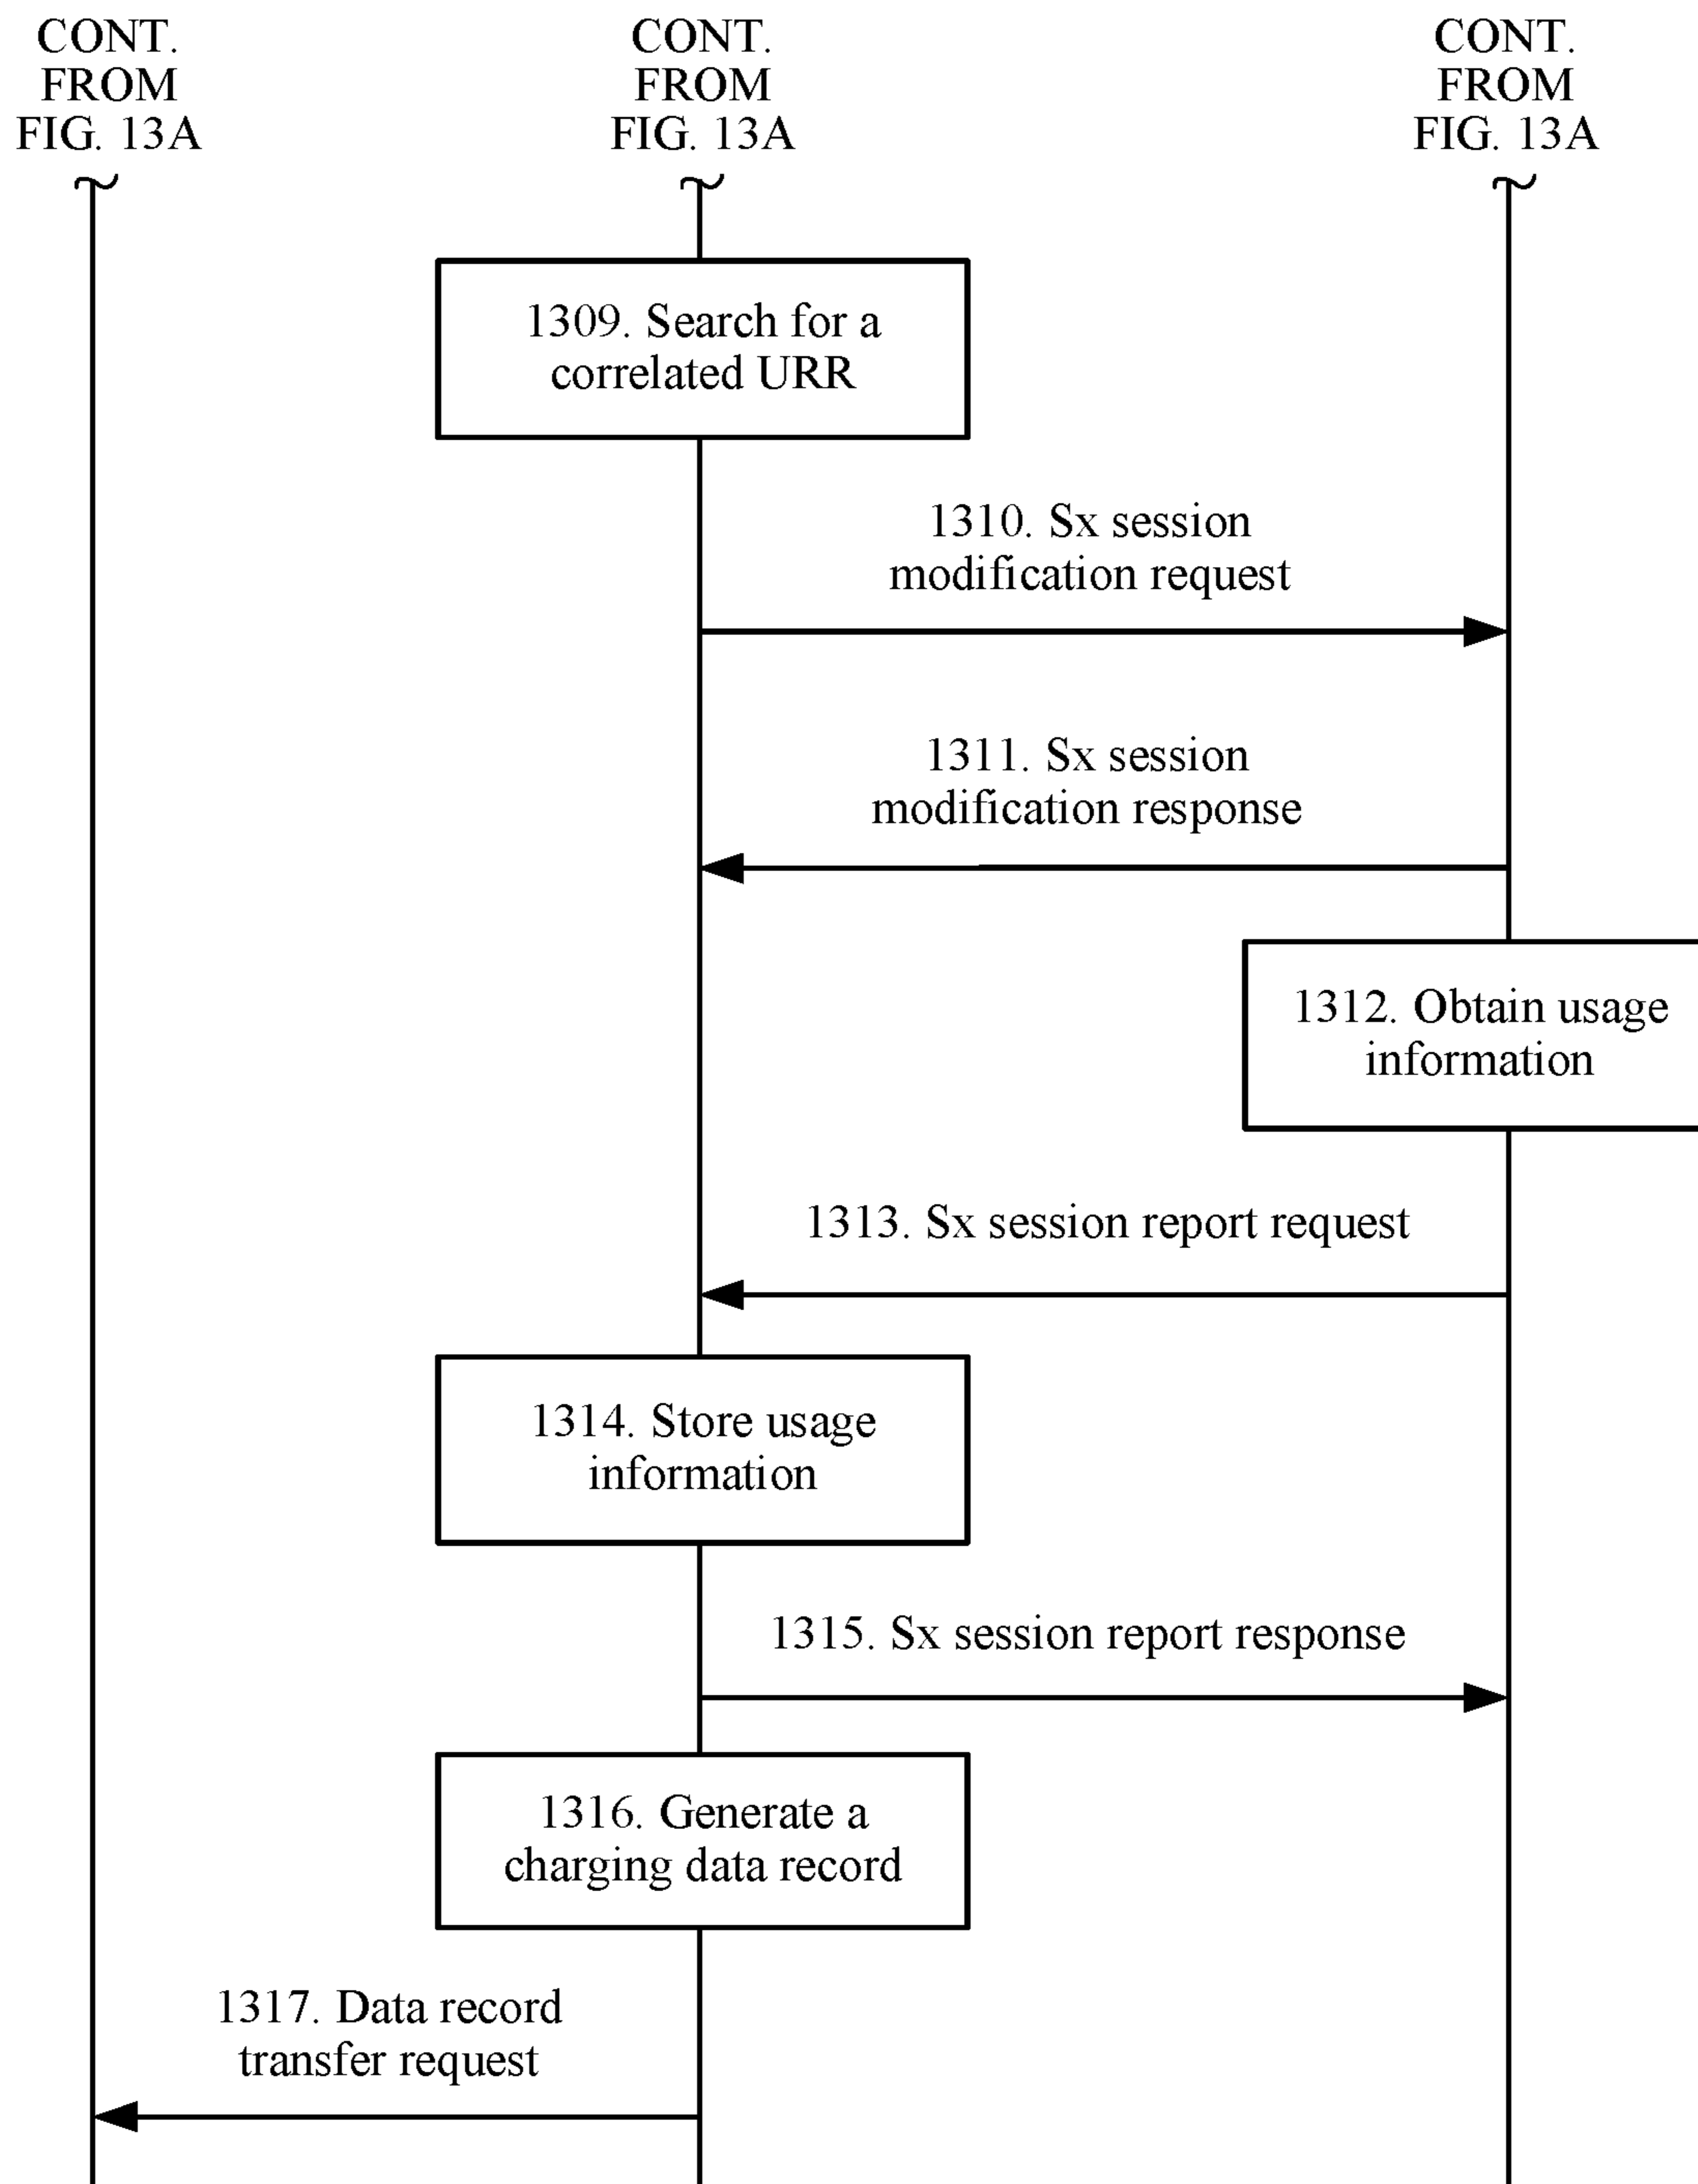 CONT.
FROM
FIG. 13A
CONT.
FROM
FIG. 13A
CONT.
FROM
FIG. 13A
1309. Search for a
correlated URR
1310. Sx session
modification request
1311. Sx session
modification response
1312. Obtain usage
information
1313. Sx session report request
1314. Store usage
information
1315. Sx session report response
1316. Generate a
charging data record
1317. Data record
transfer request